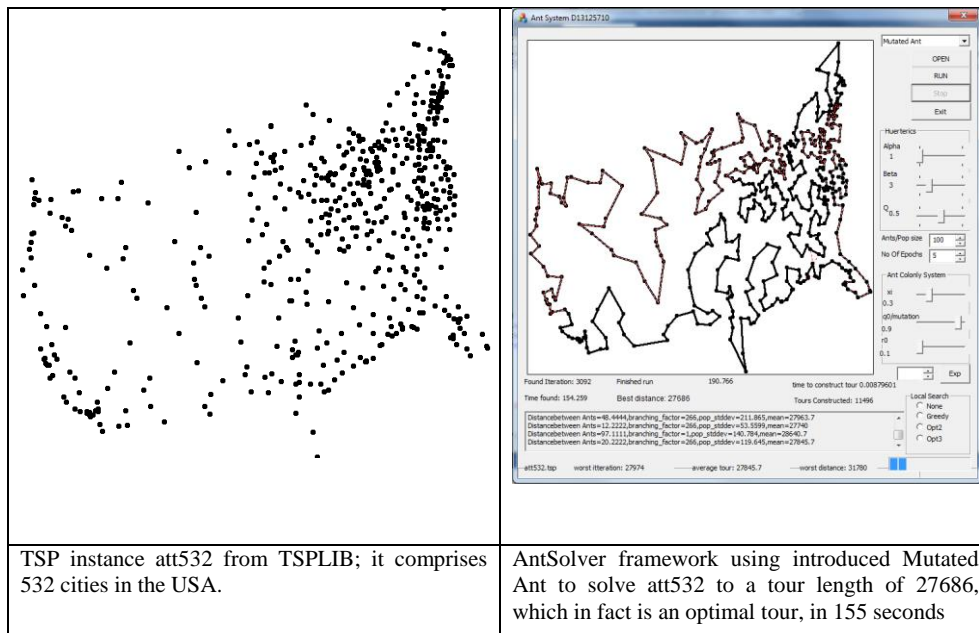 Ant System D13125710
Mutated Ant
OPEN
RUN
Stop
Exit
Huerterics
Alpha
1
Beta
3
Q
0.5
Ants/Pop size 100
No Of Epochs 5
Ant Colonly System
xi
0.3
q0/mutation
0.9
r0
0.1
Exp
Found Iteration: 3092 Finished run 190.766 time to construct tour 0.00879601
Time found: 154.259 Best distance: 27686 Tours Constructed: 11496
Local Search
None
Greedy
Opt2
Opt3
Distancebetween Ants=48.4444,branching_factor=266,pop_stddev=211.865,mean=27963.7
Distancebetween Ants=12.2222,branching_factor=266,pop_stddev=53.5599,mean=27740
Distancebetween Ants=97.1111,branching_factor=1,pop_stddev=140.784,mean=28640.7
Distancebetween Ants=20.2222,branching_factor=266,pop_stddev=119.645,mean=27845.7
att532.tsp worst itteration: 27974 average tour: 27845.7 worst distance: 31780
TSP instance att532 from TSPLIB; it comprises
532 cities in the USA.
AntSolver framework using introduced Mutated
Ant to solve att532 to a tour length of 27686,
which in fact is an optimal tour, in 155 seconds